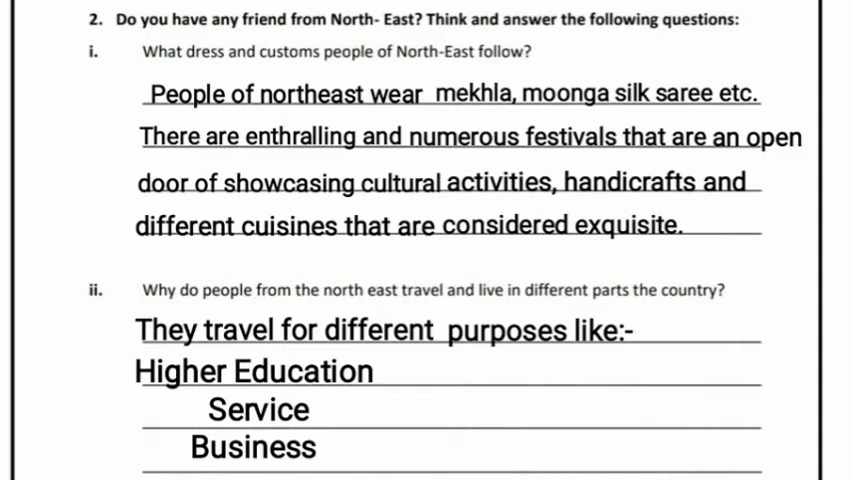 2. Do you have any friend from North- East? Think and answer the following questions:
i. What dress and customs people of North-East follow?
People of northeast wear mekhla, moonga silk saree etc.
There are enthralling and numerous festivals that are an open
door of showcasing cultural activities, handicrafts and
different cuisines that are considered exquisite.
ii. Why do people from the north east travel and live in different parts the country?
They travel for different purposes like:-
Higher Education
Service
Business